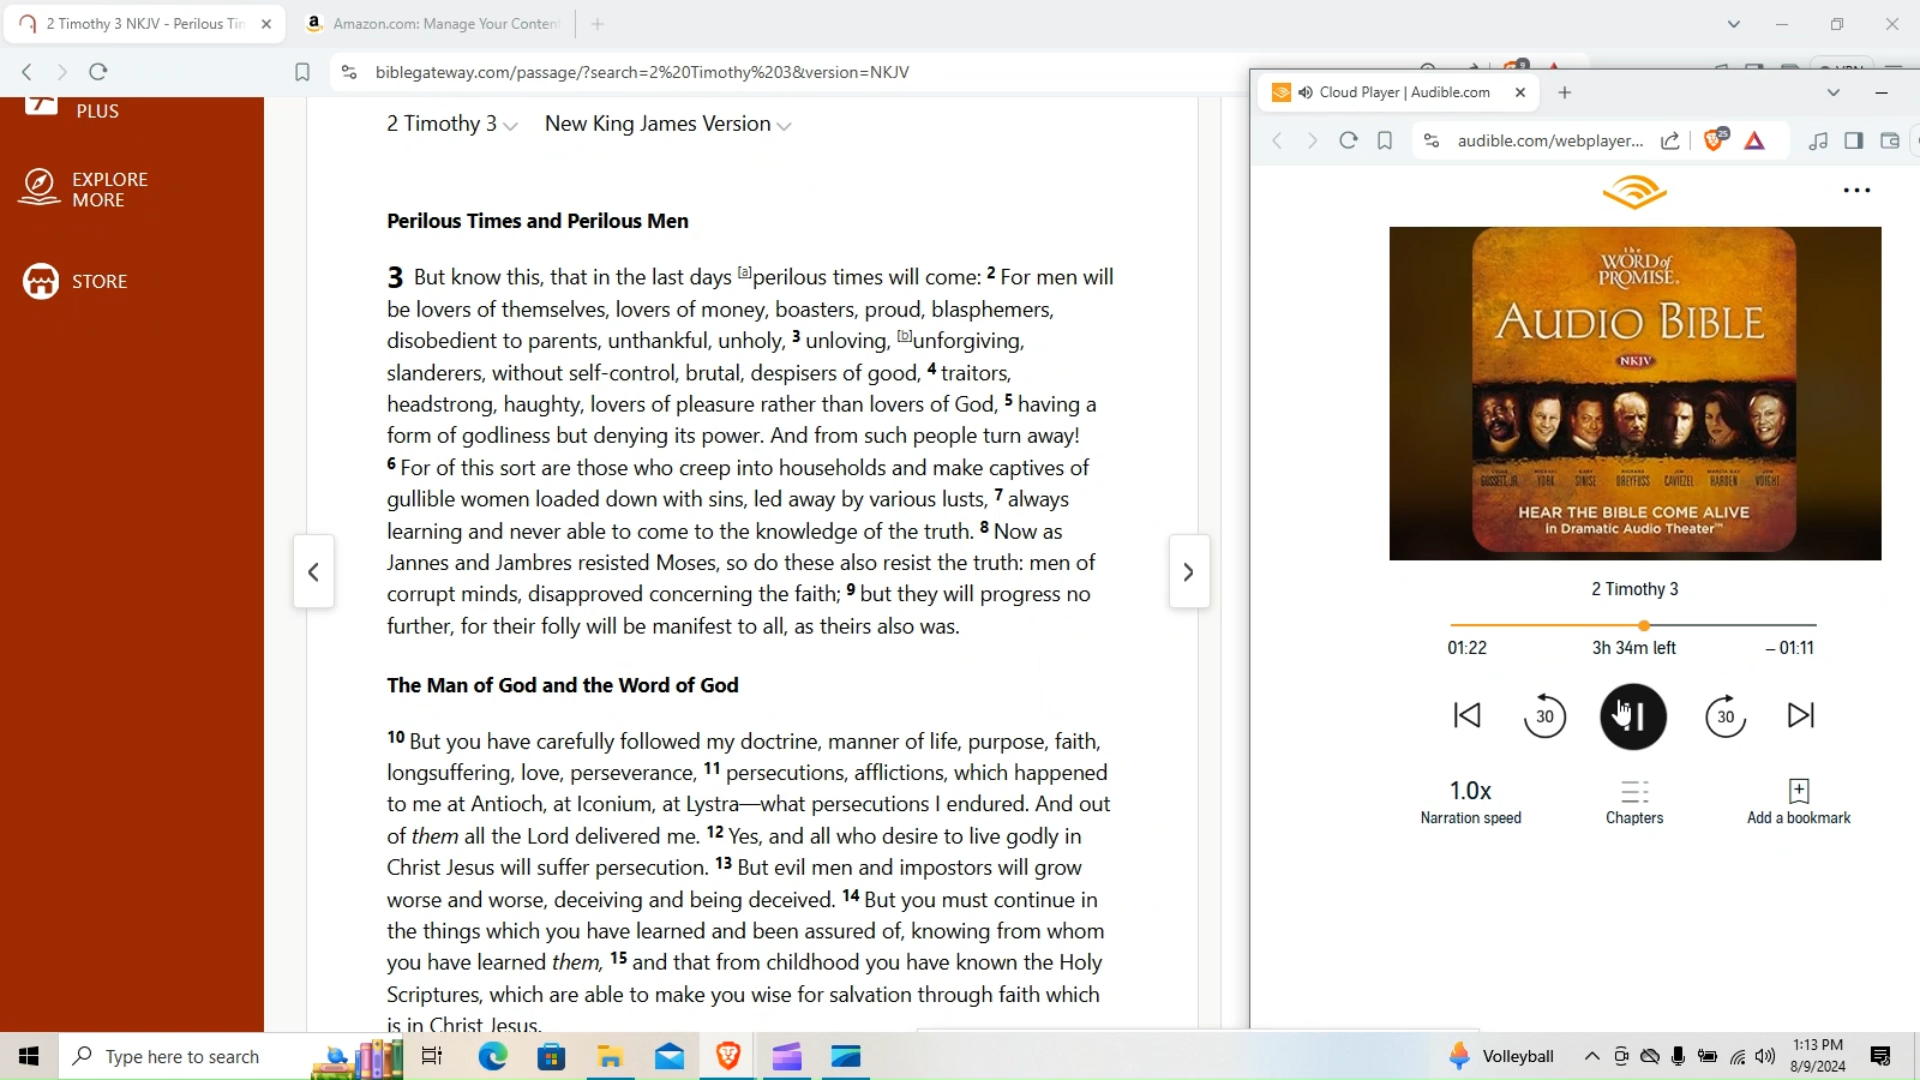 2 Timothy 3 NKJV - Perilous Tim
Amazon.com: Manage Your Conten
biblegateway.com/passage/?search=2%20Timothy%203&version=NKJV
PLUS
EXPLORE
MORE
STORE
2 Timothy 3 New King James Version
Perilous Times and Perilous Men
3 But know this, that in the last days [a]perilous times will come: 2 For men will
be lovers of themselves, lovers of money, boasters, proud, blasphemers,
disobedient to parents, unthankful, unholy, 3 unloving, [b]unforgiving,
slanderers, without self-control, brutal, despisers of good, 4 traitors,
headstrong, haughty, lovers of pleasure rather than lovers of God, 5 having a
form of godliness but denying its power. And from such people turn away!
6 For of this sort are those who creep into households and make captives of
gullible women loaded down with sins, led away by various lusts, 7 always
learning and never able to come to the knowledge of the truth. 8 Now as
Jannes and Jambres resisted Moses, so do these also resist the truth: men of
corrupt minds, disapproved concerning the faith; 9 but they will progress no
further, for their folly will be manifest to all, as theirs also was.
The Man of God and the Word of God
10 But you have carefully followed my doctrine, manner of life, purpose, faith,
longsuffering, love, perseverance, 11 persecutions, afflictions, which happened
to me at Antioch, at Iconium, at Lystra—what persecutions I endured. And out
of them all the Lord delivered me. 12 Yes, and all who desire to live godly in
Christ Jesus will suffer persecution. 13 But evil men and impostors will grow
worse and worse, deceiving and being deceived. 14 But you must continue in
the things which you have learned and been assured of, knowing from whom
you have learned them, 15 and that from childhood you have known the Holy
Scriptures, which are able to make you wise for salvation through faith which
is in Christ Jesus.
Cloud Player | Audible.com
audible.com/webplayer...
25
the
WORD of
PROMISE.
AUDIO BIBLE
NKJV
GOSSETT, JR. YORK SINISE DREYFUSS CAVIEZEL HARDEN VOIGHT
HEAR THE BIBLE COME ALIVE
in Dramatic Audio Theater™
2 Timothy 3
01:22 3h 34m left – 01:11
30 30
1.0x
Narration speed Chapters Add a bookmark
Type here to search
Volleyball
1:13 PM
8/9/2024